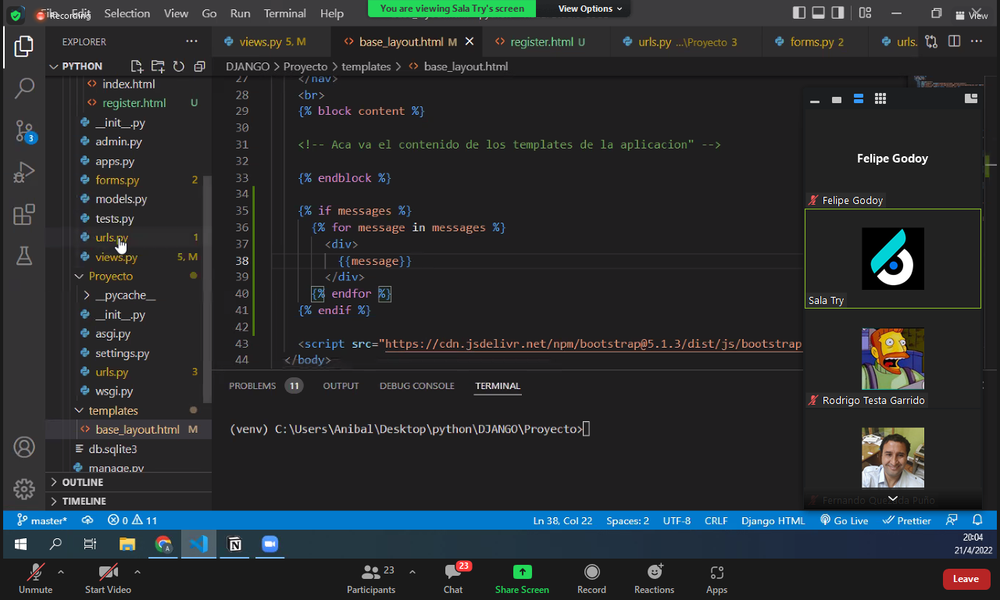 Recording
File Edit Selection View Go Run Terminal Help
You are viewing Sala Try's screen
View Options
View
EXPLORER
PYTHON
index.html
register.html U
__init__.py
admin.py
apps.py
forms.py 2
models.py
tests.py
urls.py 1
views.py 5, M
Proyecto
__pycache__
__init__.py
asgi.py
settings.py
urls.py 3
wsgi.py
templates
base_layout.html M
db.sqlite3
manage.py
OUTLINE
TIMELINE
3
views.py 5, M
base_layout.html M
register.html U
urls.py ...\Proyecto 3
forms.py 2
urls.
DJANGO > Proyecto > templates > base_layout.html
27 </nav>
28 <br>
29 {% block content %}
30
31 <!-- Aca va el contenido de los templates de la aplicacion" -->
32
33 {% endblock %}
34
35 {% if messages %}
36 {% for message in messages %}
37 <div>
38 {{message}}
39 </div>
40 {% endfor %}
41 {% endif %}
42
43 <script src="https://cdn.jsdelivr.net/npm/bootstrap@5.1.3/dist/js/bootstrap
44 </body>
PROBLEMS 11 OUTPUT DEBUG CONSOLE TERMINAL
(venv) C:\Users\Anibal\Desktop\python\DJANGO\Proyecto>
Felipe Godoy
Felipe Godoy
Sala Try
Rodrigo Testa Garrido
Fernando Quezada Puño
master* 0 11 Ln 38, Col 22 Spaces: 2 UTF-8 CRLF Django HTML Go Live Prettier
A
20:04
21/4/2022
23
23
Unmute
Start Video
Participants
Chat
Share Screen
Record
Reactions
Apps
Leave